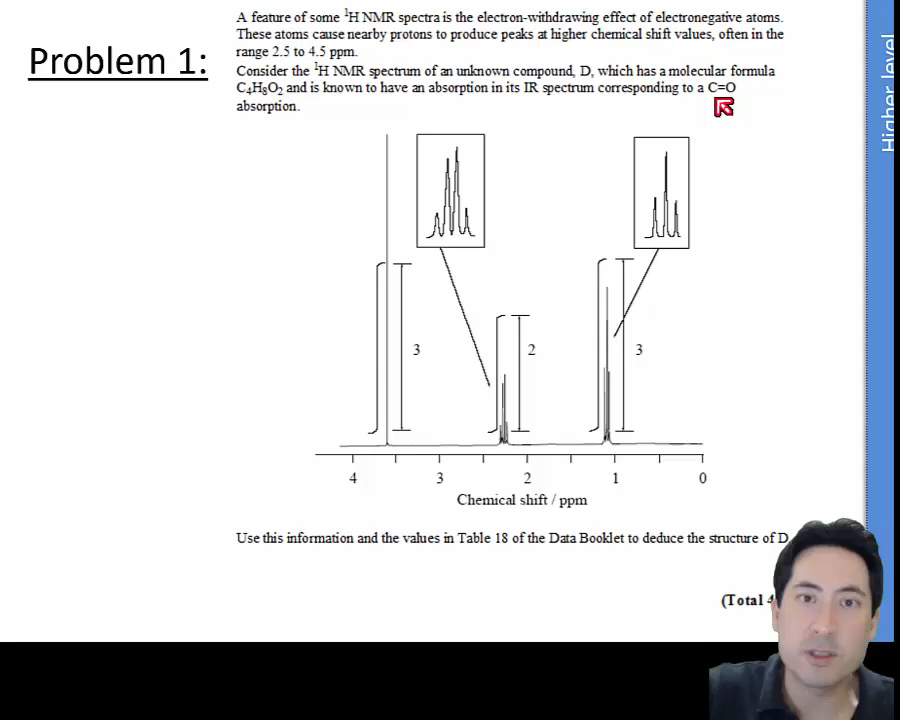 Problem 1:
A feature of some ¹H NMR spectra is the electron-withdrawing effect of electronegative atoms.
These atoms cause nearby protons to produce peaks at higher chemical shift values, often in the
range 2.5 to 4.5 ppm.
Consider the ¹H NMR spectrum of an unknown compound, D, which has a molecular formula
C₄H₈O₂ and is known to have an absorption in its IR spectrum corresponding to a C=O
absorption.
Higher level
3
2
3
4
3
2
1
0
Chemical shift / ppm
Use this information and the values in Table 18 of the Data Booklet to deduce the structure of D
(Total 4